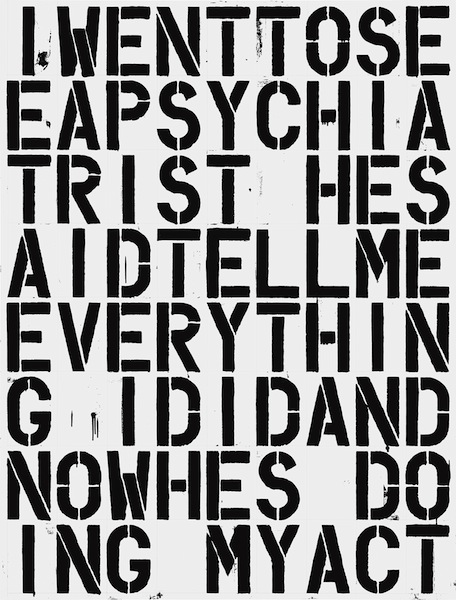 IWENTTOSE
EAPSYCHIA
TRIST HES
AIDTELLME
EVERYTHIN
G IDIDAND
NOWHES DO
ING MYACT